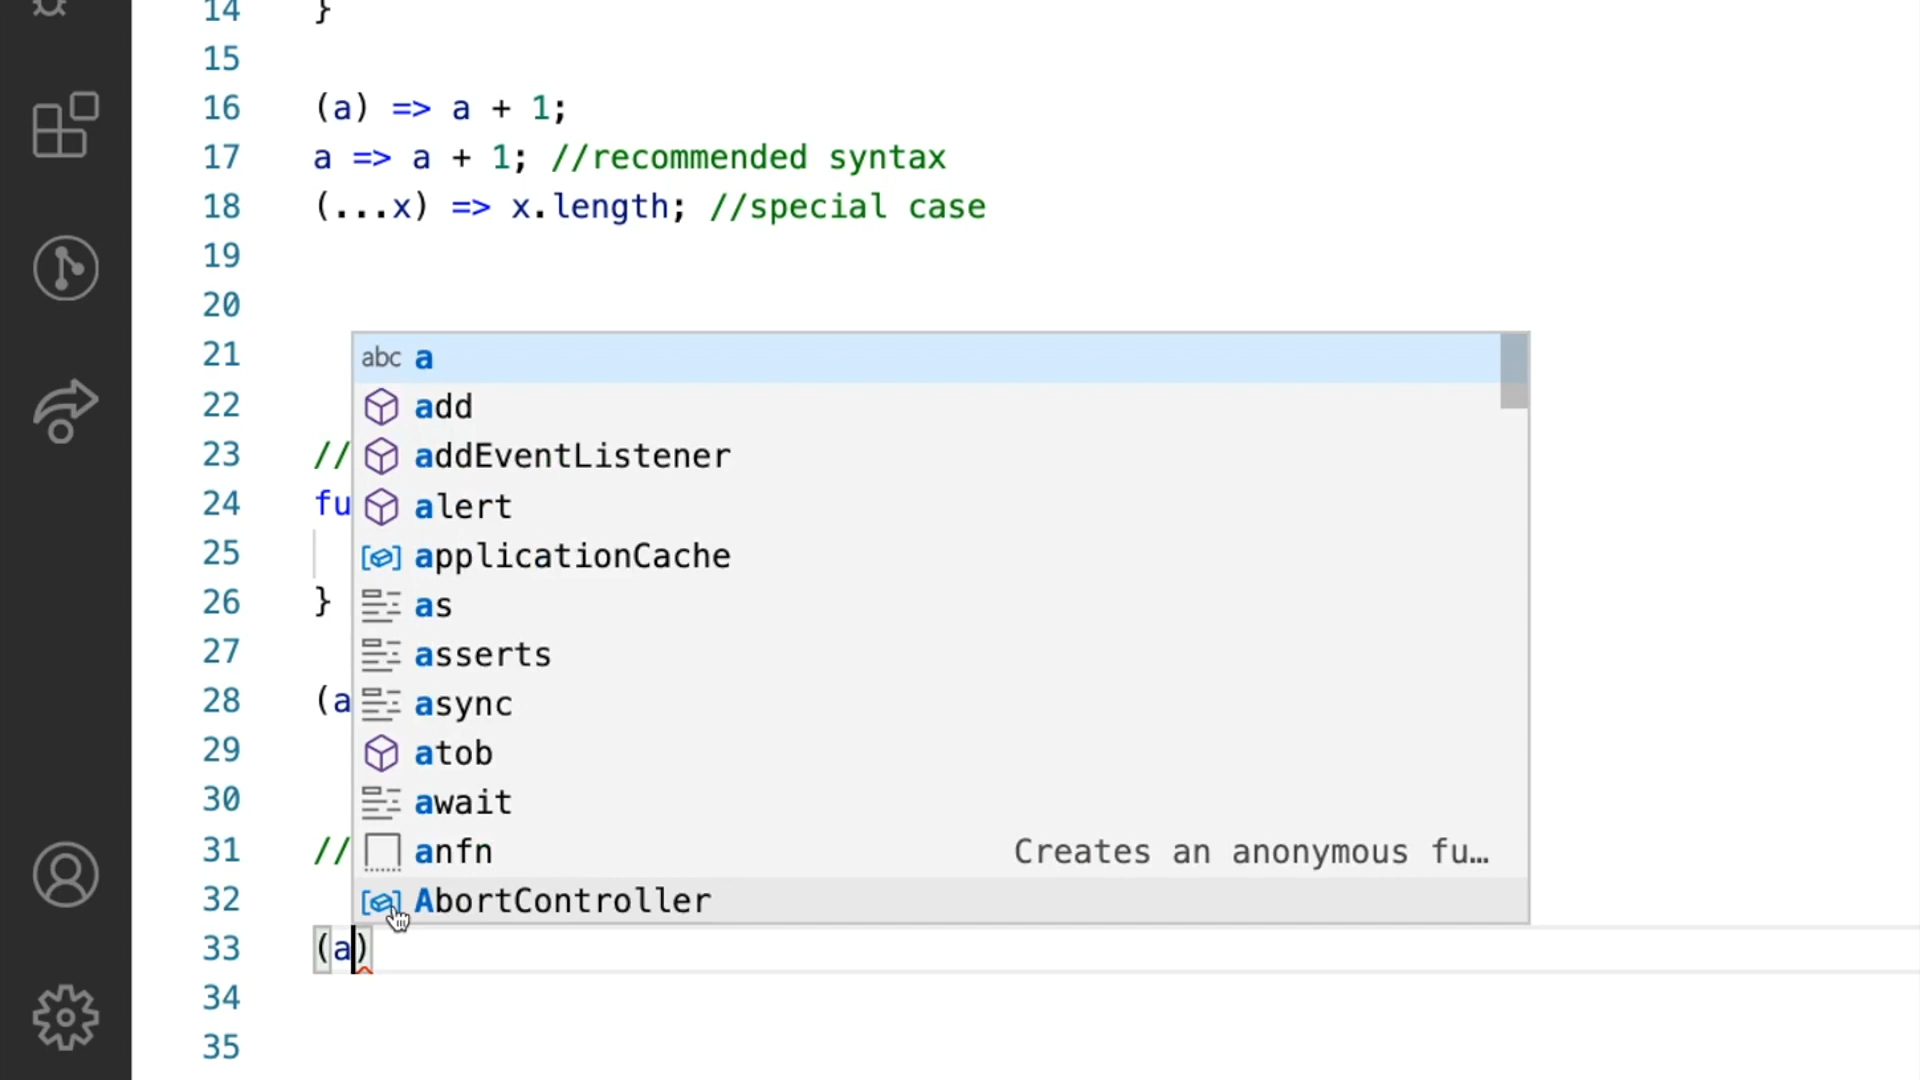 14 }
15
16 (a) => a + 1;
17 a => a + 1; //recommended syntax
18 (...x) => x.length; //special case
19
20
21
abc a
22
add
23 //
addEventListener
24 fu
alert
25
applicationCache
26 }
as
27
asserts
28 (a
async
29
atob
30
await
31 //
anfn Creates an anonymous fu…
32
AbortController
33 (a)
34
35